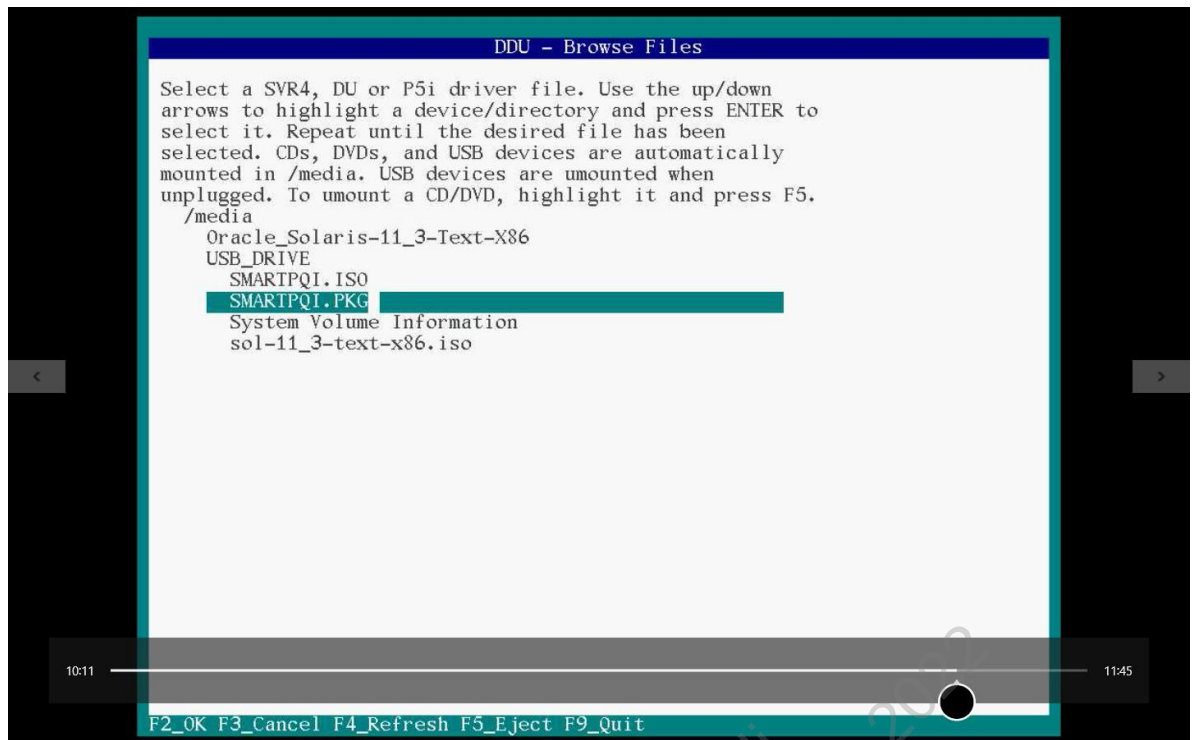 DDU – Browse Files
Select a SVR4, DU or P5i driver file. Use the up/down
arrows to highlight a device/directory and press ENTER to
select it. Repeat until the desired file has been
selected. CDs, DVDs, and USB devices are automatically
mounted in /media. USB devices are umounted when
unplugged. To umount a CD/DVD, highlight it and press F5.
/media
Oracle_Solaris-11_3-Text-X86
USB_DRIVE
SMARTPQI.ISO
SMARTPQI.PKG
System Volume Information
sol-11_3-text-x86.iso
<
>
10:11
11:45
2022
F2_OK F3_Cancel F4_Refresh F5_Eject F9_Quit